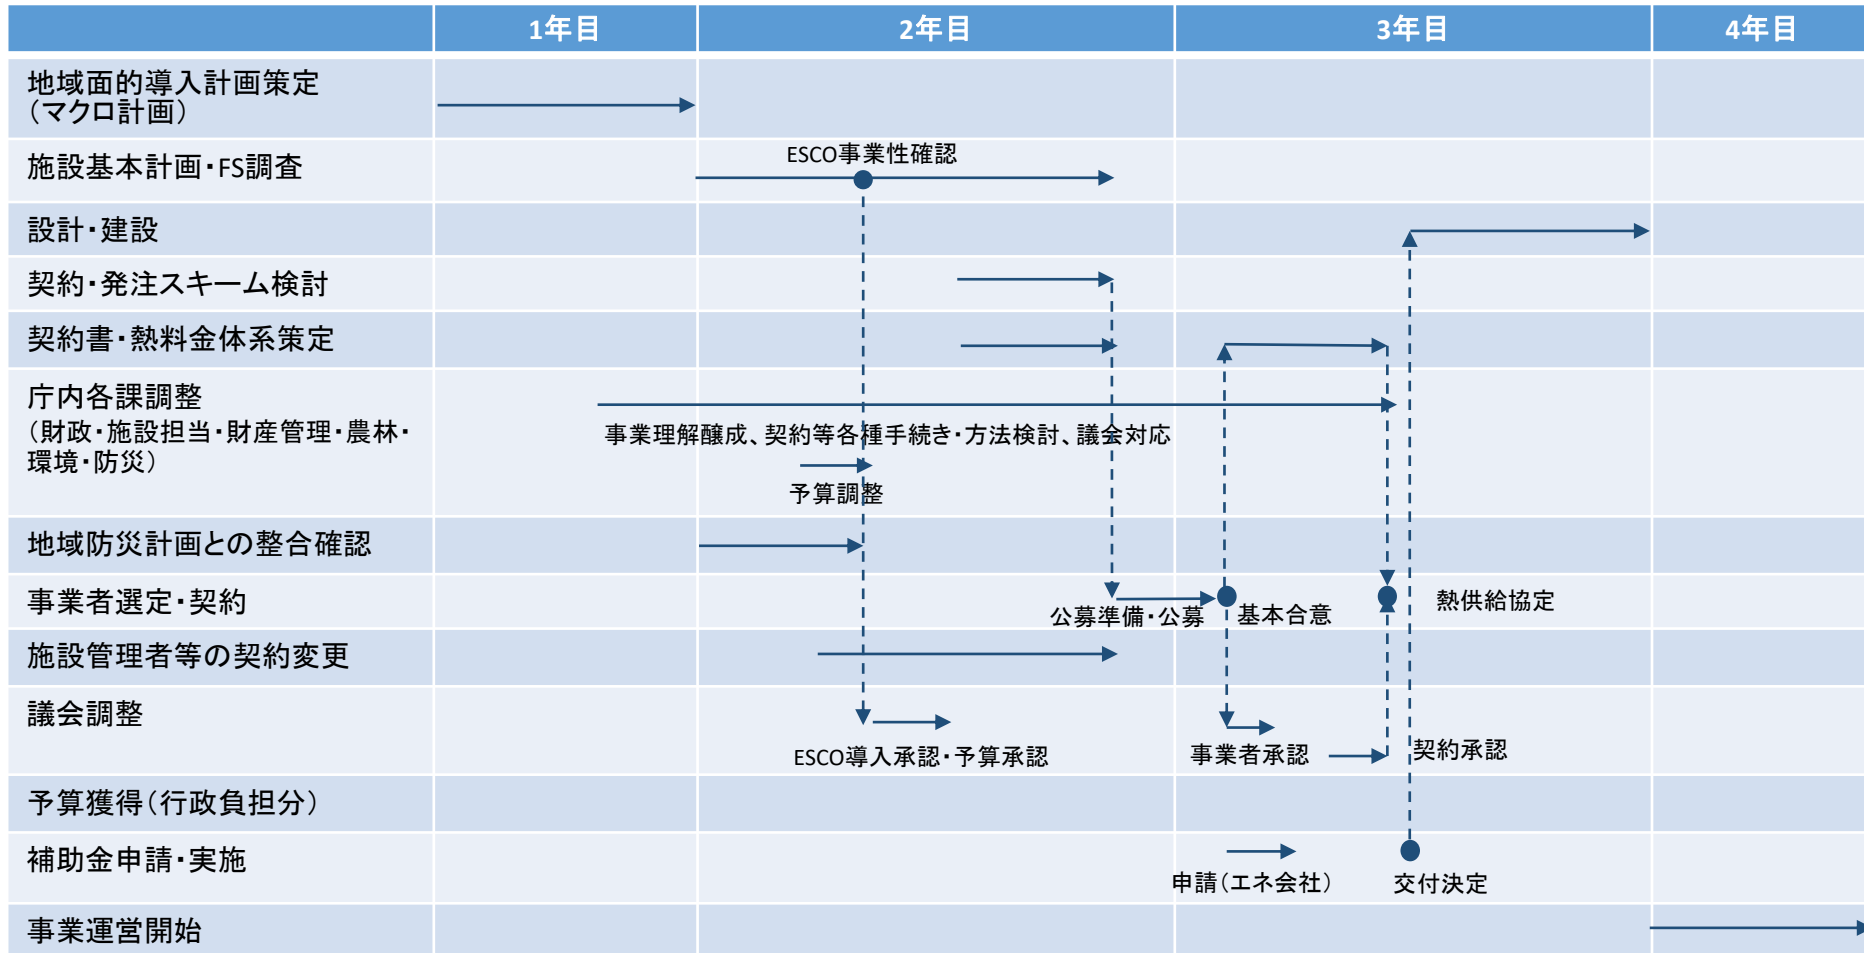 1年目
2年目
3年目
4年目
地域面的導入計画策定
（マクロ計画）
施設基本計画・FS調査
ESCO事業性確認
設計・建設
契約・発注スキーム検討
契約書・熱料金体系策定
庁内各課調整
（財政・施設担当・財産管理・農林・
環境・防災）
事業理解醸成、契約等各種手続き・方法検討、議会対応
予算調整
地域防災計画との整合確認
事業者選定・契約
公募準備・公募
基本合意
熱供給協定
施設管理者等の契約変更
議会調整
ESCO導入承認・予算承認
事業者承認
契約承認
予算獲得（行政負担分）
補助金申請・実施
申請（エネ会社）
交付決定
事業運営開始